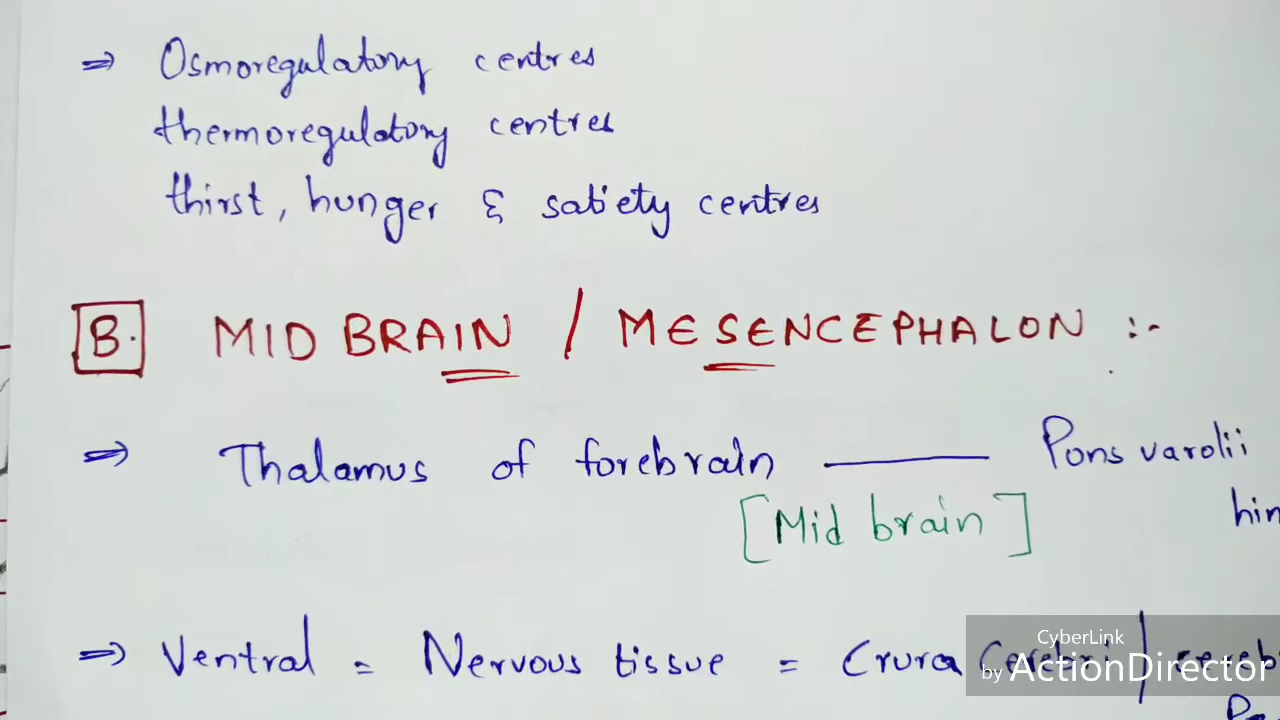 ⇒ Osmoregulatory centres
thermoregulatory centres
thirst, hunger & satiety centres
B. MID BRAIN / MESENCEPHALON :-
⇒ Thalamus of forebrain —— Pons varolii
[Mid brain]
⇒ Ventral = Nervous tissue = Crura Cerebri /
CyberLink
by ActionDirector